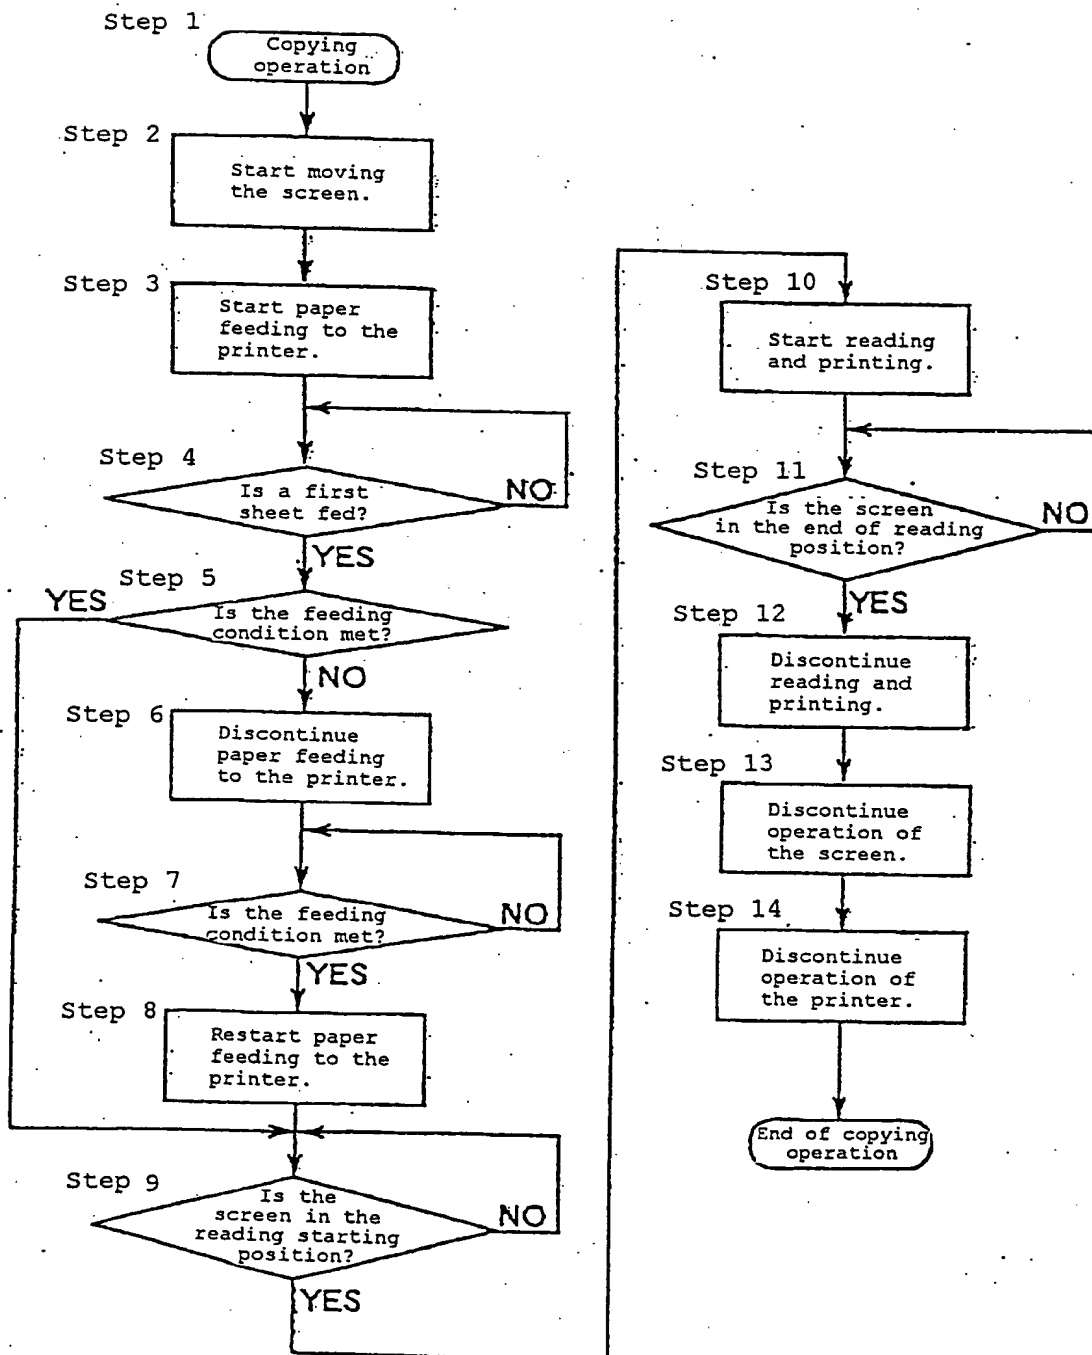 Step 1
Copying
operation
Step 2
Start moving
the screen.
Step 3
Start paper
feeding to the
printer.
Step 4
Is a first
sheet fed?
NO
YES
Step 5
YES
Is the feeding
condition met?
NO
Step 6
Discontinue
paper feeding
to the printer.
Step 7
Is the feeding
condition met?
NO
YES
Step 8
Restart paper
feeding to the
printer.
Step 9
Is the
screen in the
reading starting
position?
NO
YES
Step 10
Start reading
and printing.
Step 11
Is the screen
in the end of reading
position?
NO
YES
Step 12
Discontinue
reading and
printing.
Step 13
Discontinue
operation of
the screen.
Step 14
Discontinue
operation of
the printer.
End of copying
operation